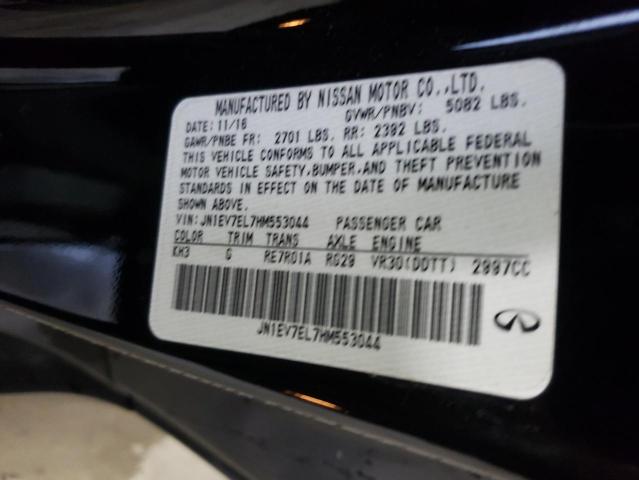 MANUFACTURED BY NISSAN MOTOR CO.,LTD.
DATE: 11/16 GVWR/PNBV: 5082 LBS.
GAWR/PNBE FR: 2701 LBS. RR: 2392 LBS.
THIS VEHICLE CONFORMS TO ALL APPLICABLE FEDERAL
MOTOR VEHICLE SAFETY,BUMPER,AND THEFT PREVENTION
STANDARDS IN EFFECT ON THE DATE OF MANUFACTURE
SHOWN ABOVE.
VIN:JN1EV7EL7HM553044 PASSENGER CAR
COLOR TRIM TRANS AXLE ENGINE
KH3 G RE7R01A RG29 VR30(DDTT) 2997CC
JN1EV7EL7HM553044